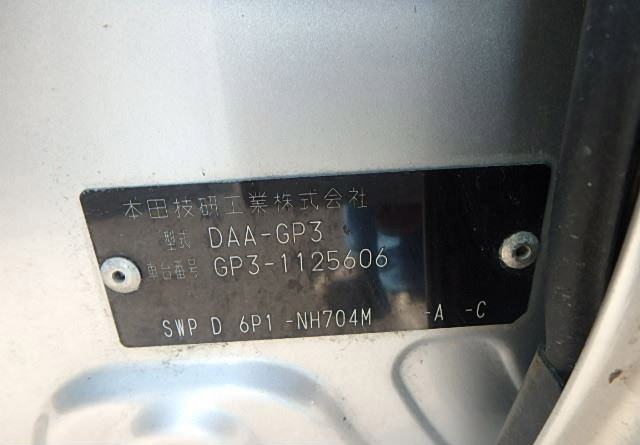 本田技研工業株式会社
型式 DAA-GP3
車台番号 GP3-1125606
SWP D 6P1 -NH704M -A -C